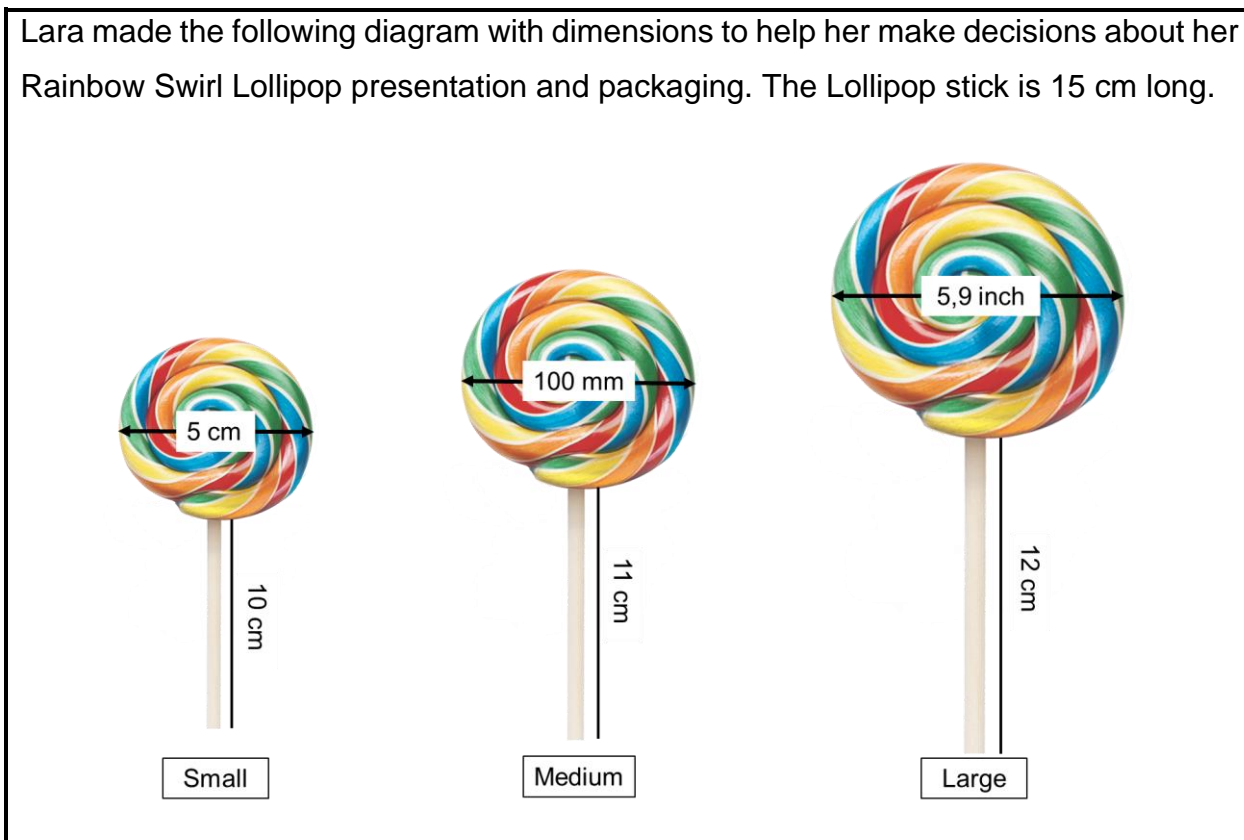 Lara made the following diagram with dimensions to help her make decisions about her
Rainbow Swirl Lollipop presentation and packaging. The Lollipop stick is 15 cm long.
5,9 inch
100 mm
5 cm
10 cm
11 cm
12 cm
Small
Medium
Large